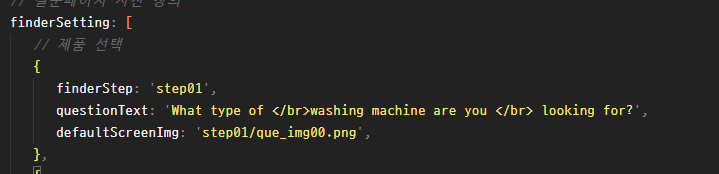 finderSetting: [
// 제품 선택
{
finderStep: 'step01',
questionText: 'What type of </br>washing machine are you </br> looking for?',
defaultScreenImg: 'step01/que_img00.png',
},
{